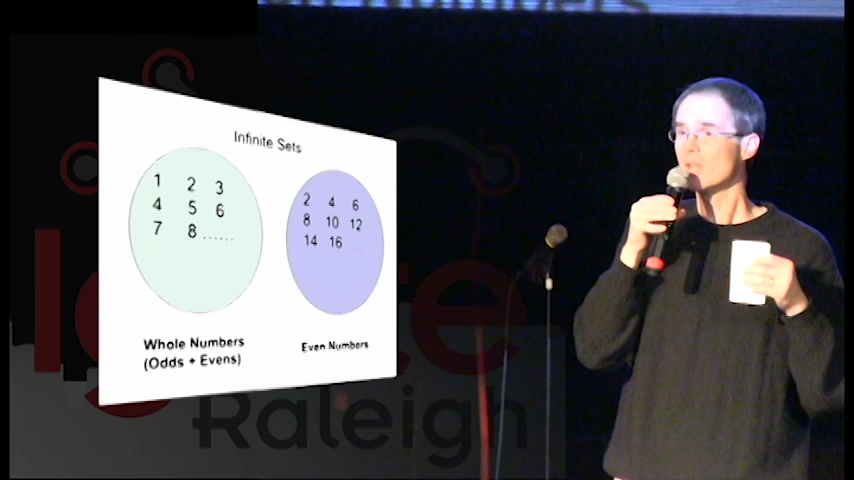 Infinite Sets
1 2 3
4 5 6
7 8 ......
2 4 6
8 10 12
14 16 ....
Whole Numbers
(Odds + Evens)
Even Numbers
Ignite
Raleigh